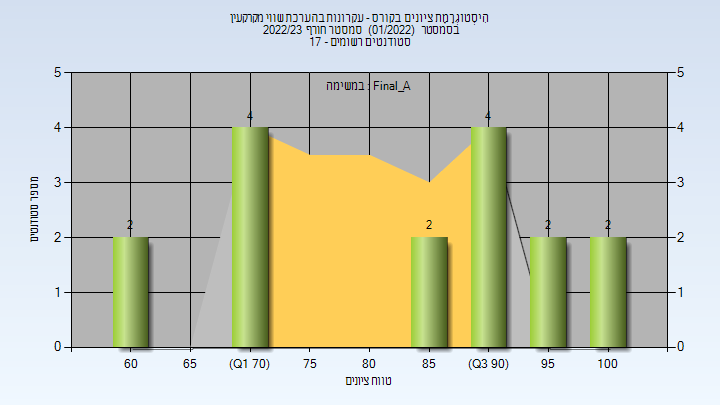 היסטוגרמת ציונים בקורס - עקרונות בהערכת שווי מקרקעין
בסמסטר (01/2022) סמסטר חורף 2022/23
סטודנטים רשומים - 17
במשימה : Final_A
5 5
4 4
3 3
2 2
1 1
0 0
4 4
2 2 2 2
מספר סטודנטים
60 65 (Q1 70) 75 80 85 (Q3 90) 95 100
טווח ציונים